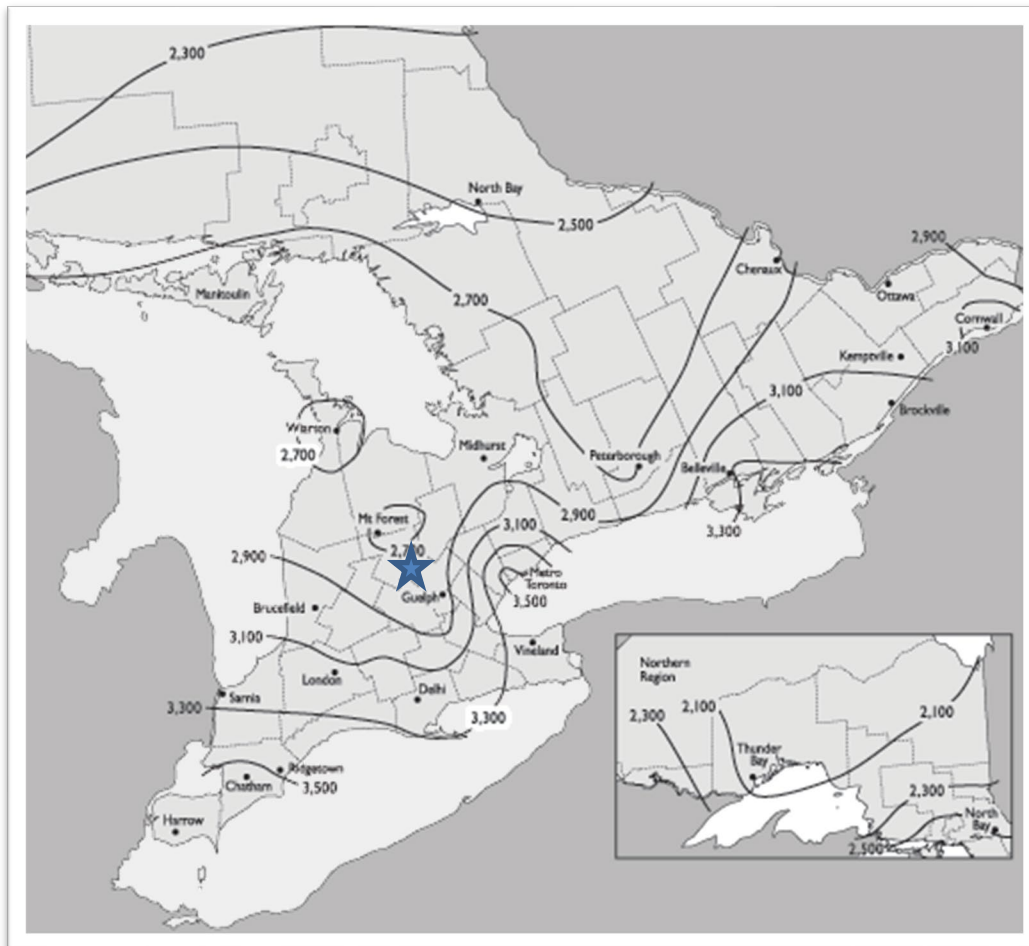 2,300
North Bay
2,500
2,900
Cheraux
Ottawa
Manitoulin
2,700
Cornwall
3,100
Kemptville
3,100
Brockville
Wiarton
Midhurst
2,700
Peterborough
Belleville
Mt Forest
2,900
3,100
3,300
2,700
2,900
Metro
Toronto
Guelph
3,500
Brucefield
3,100
Vineland
London
Delhi
Sarnia
3,300
3,300
Ridgetown
Chatham
3,500
Harrow
Northern
Region
2,300
2,100
2,100
Thunder
Bay
2,300
North
Bay
2,500